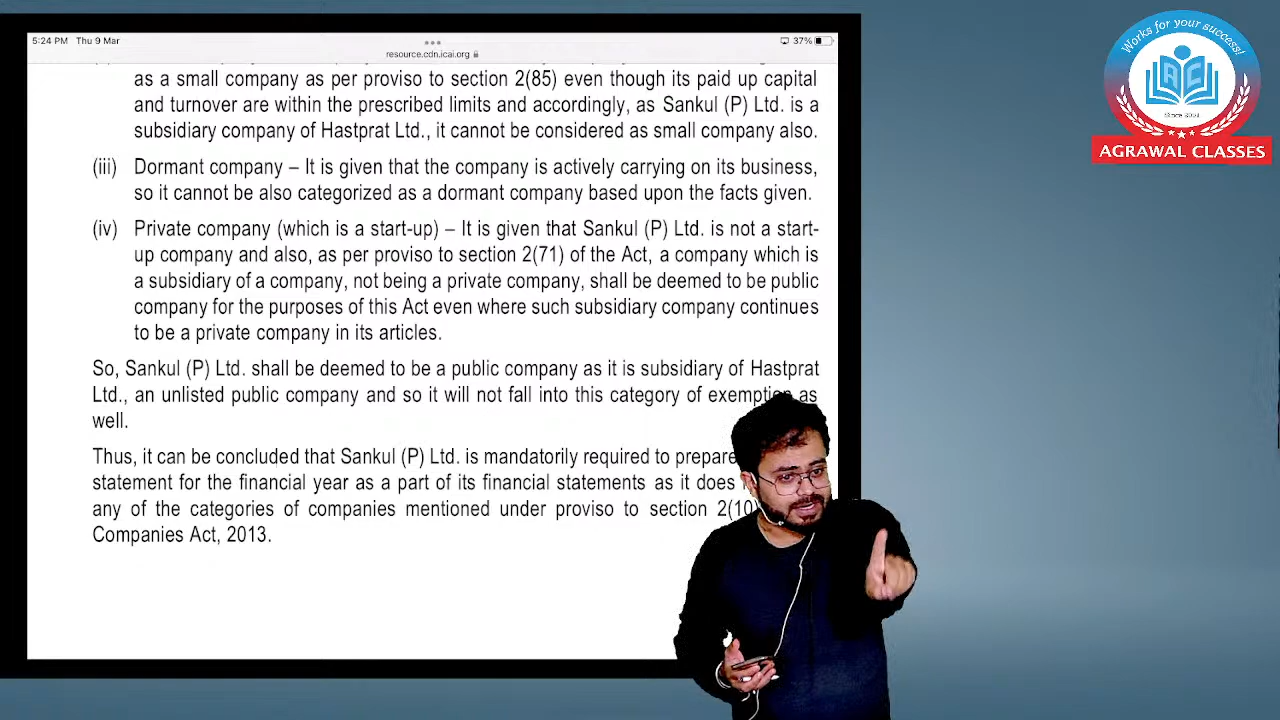 5:24 PM Thu 9 Mar
37%
resource.cdn.icai.org
as a small company as per proviso to section 2(85) even though its paid up capital
and turnover are within the prescribed limits and accordingly, as Sankul (P) Ltd. is a
subsidiary company of Hastprat Ltd., it cannot be considered as small company also.
(iii) Dormant company – It is given that the company is actively carrying on its business,
so it cannot be also categorized as a dormant company based upon the facts given.
(iv) Private company (which is a start-up) – It is given that Sankul (P) Ltd. is not a start-
up company and also, as per proviso to section 2(71) of the Act, a company which is
a subsidiary of a company, not being a private company, shall be deemed to be public
company for the purposes of this Act even where such subsidiary company continues
to be a private company in its articles.
So, Sankul (P) Ltd. shall be deemed to be a public company as it is subsidiary of Hastprat
Ltd., an unlisted public company and so it will not fall into this category of exemption as
well.
Thus, it can be concluded that Sankul (P) Ltd. is mandatorily required to prepare
statement for the financial year as a part of its financial statements as it does
any of the categories of companies mentioned under proviso to section 2(10)
Companies Act, 2013.
Works for your success!
AC
Since 2021
AGRAWAL CLASSES